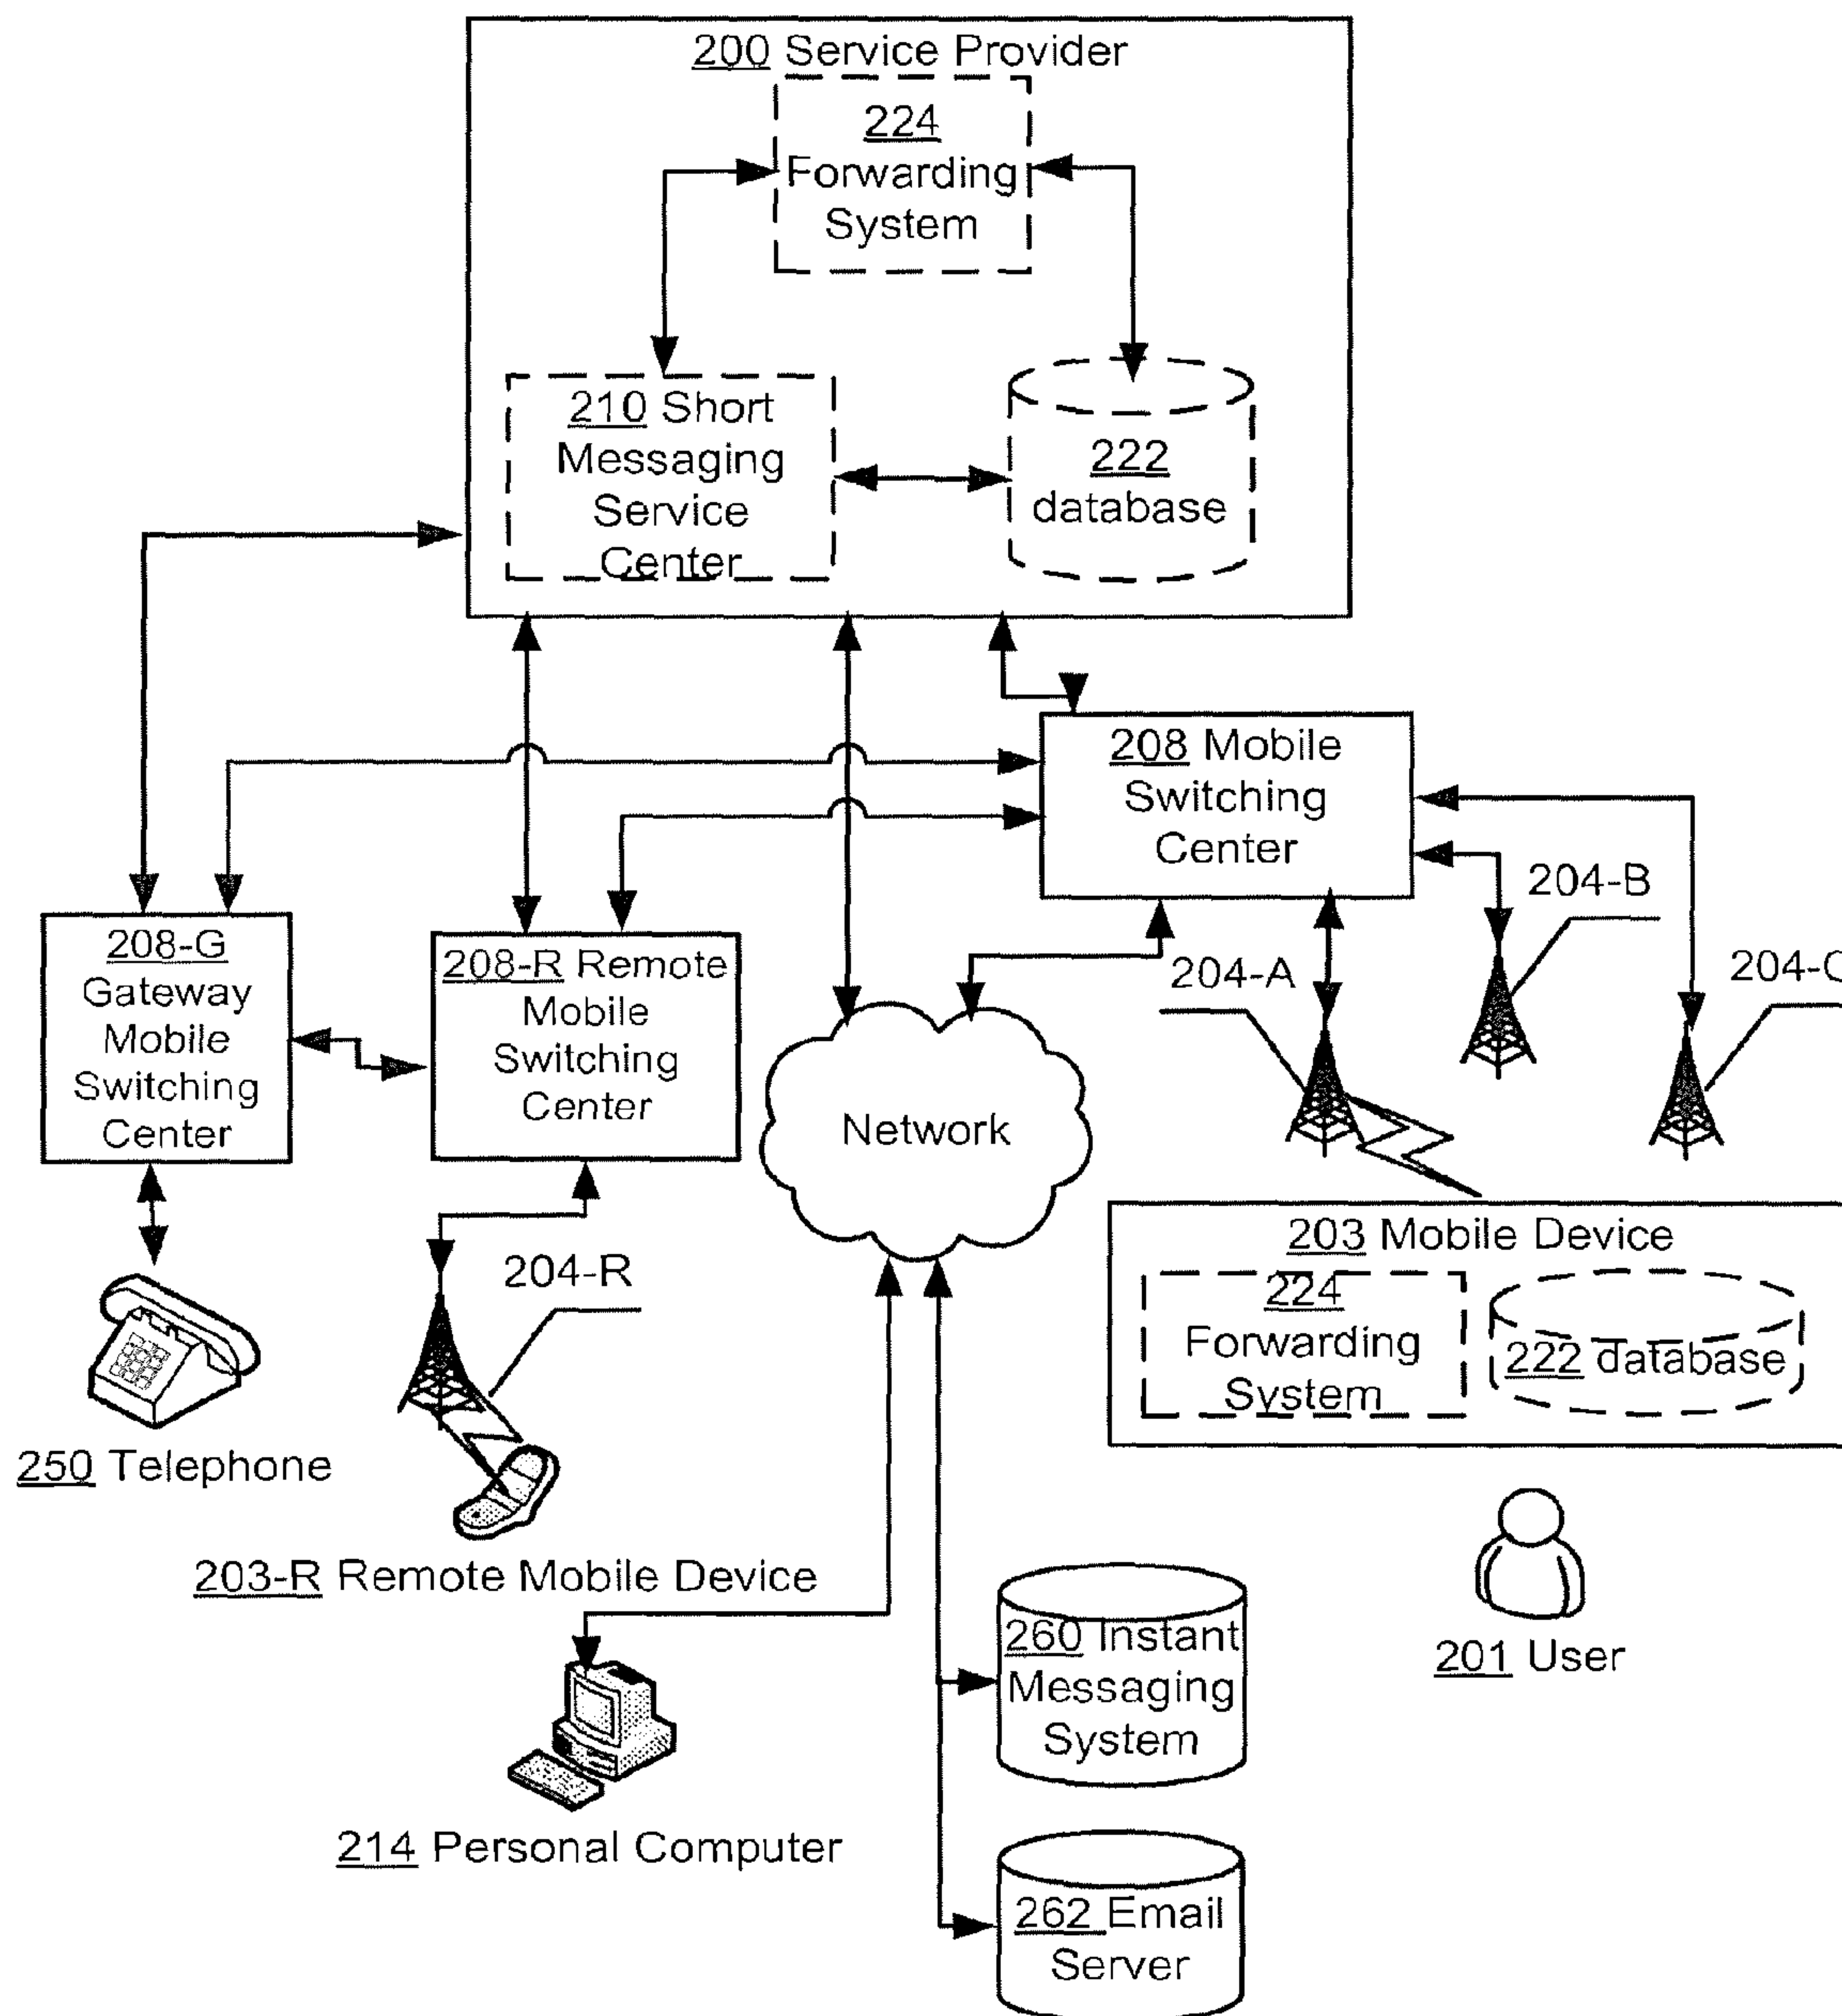 200 Service Provider
224
Forwarding
System
210 Short
Messaging
Service
Center
222
database
208 Mobile
Switching
Center
204-B
204-A
204-C
208-G
Gateway
Mobile
Switching
Center
208-R Remote
Mobile
Switching
Center
Network
203 Mobile Device
224
Forwarding
System
222 database
204-R
250 Telephone
203-R Remote Mobile Device
201 User
260 Instant
Messaging
System
214 Personal Computer
262 Email
Server